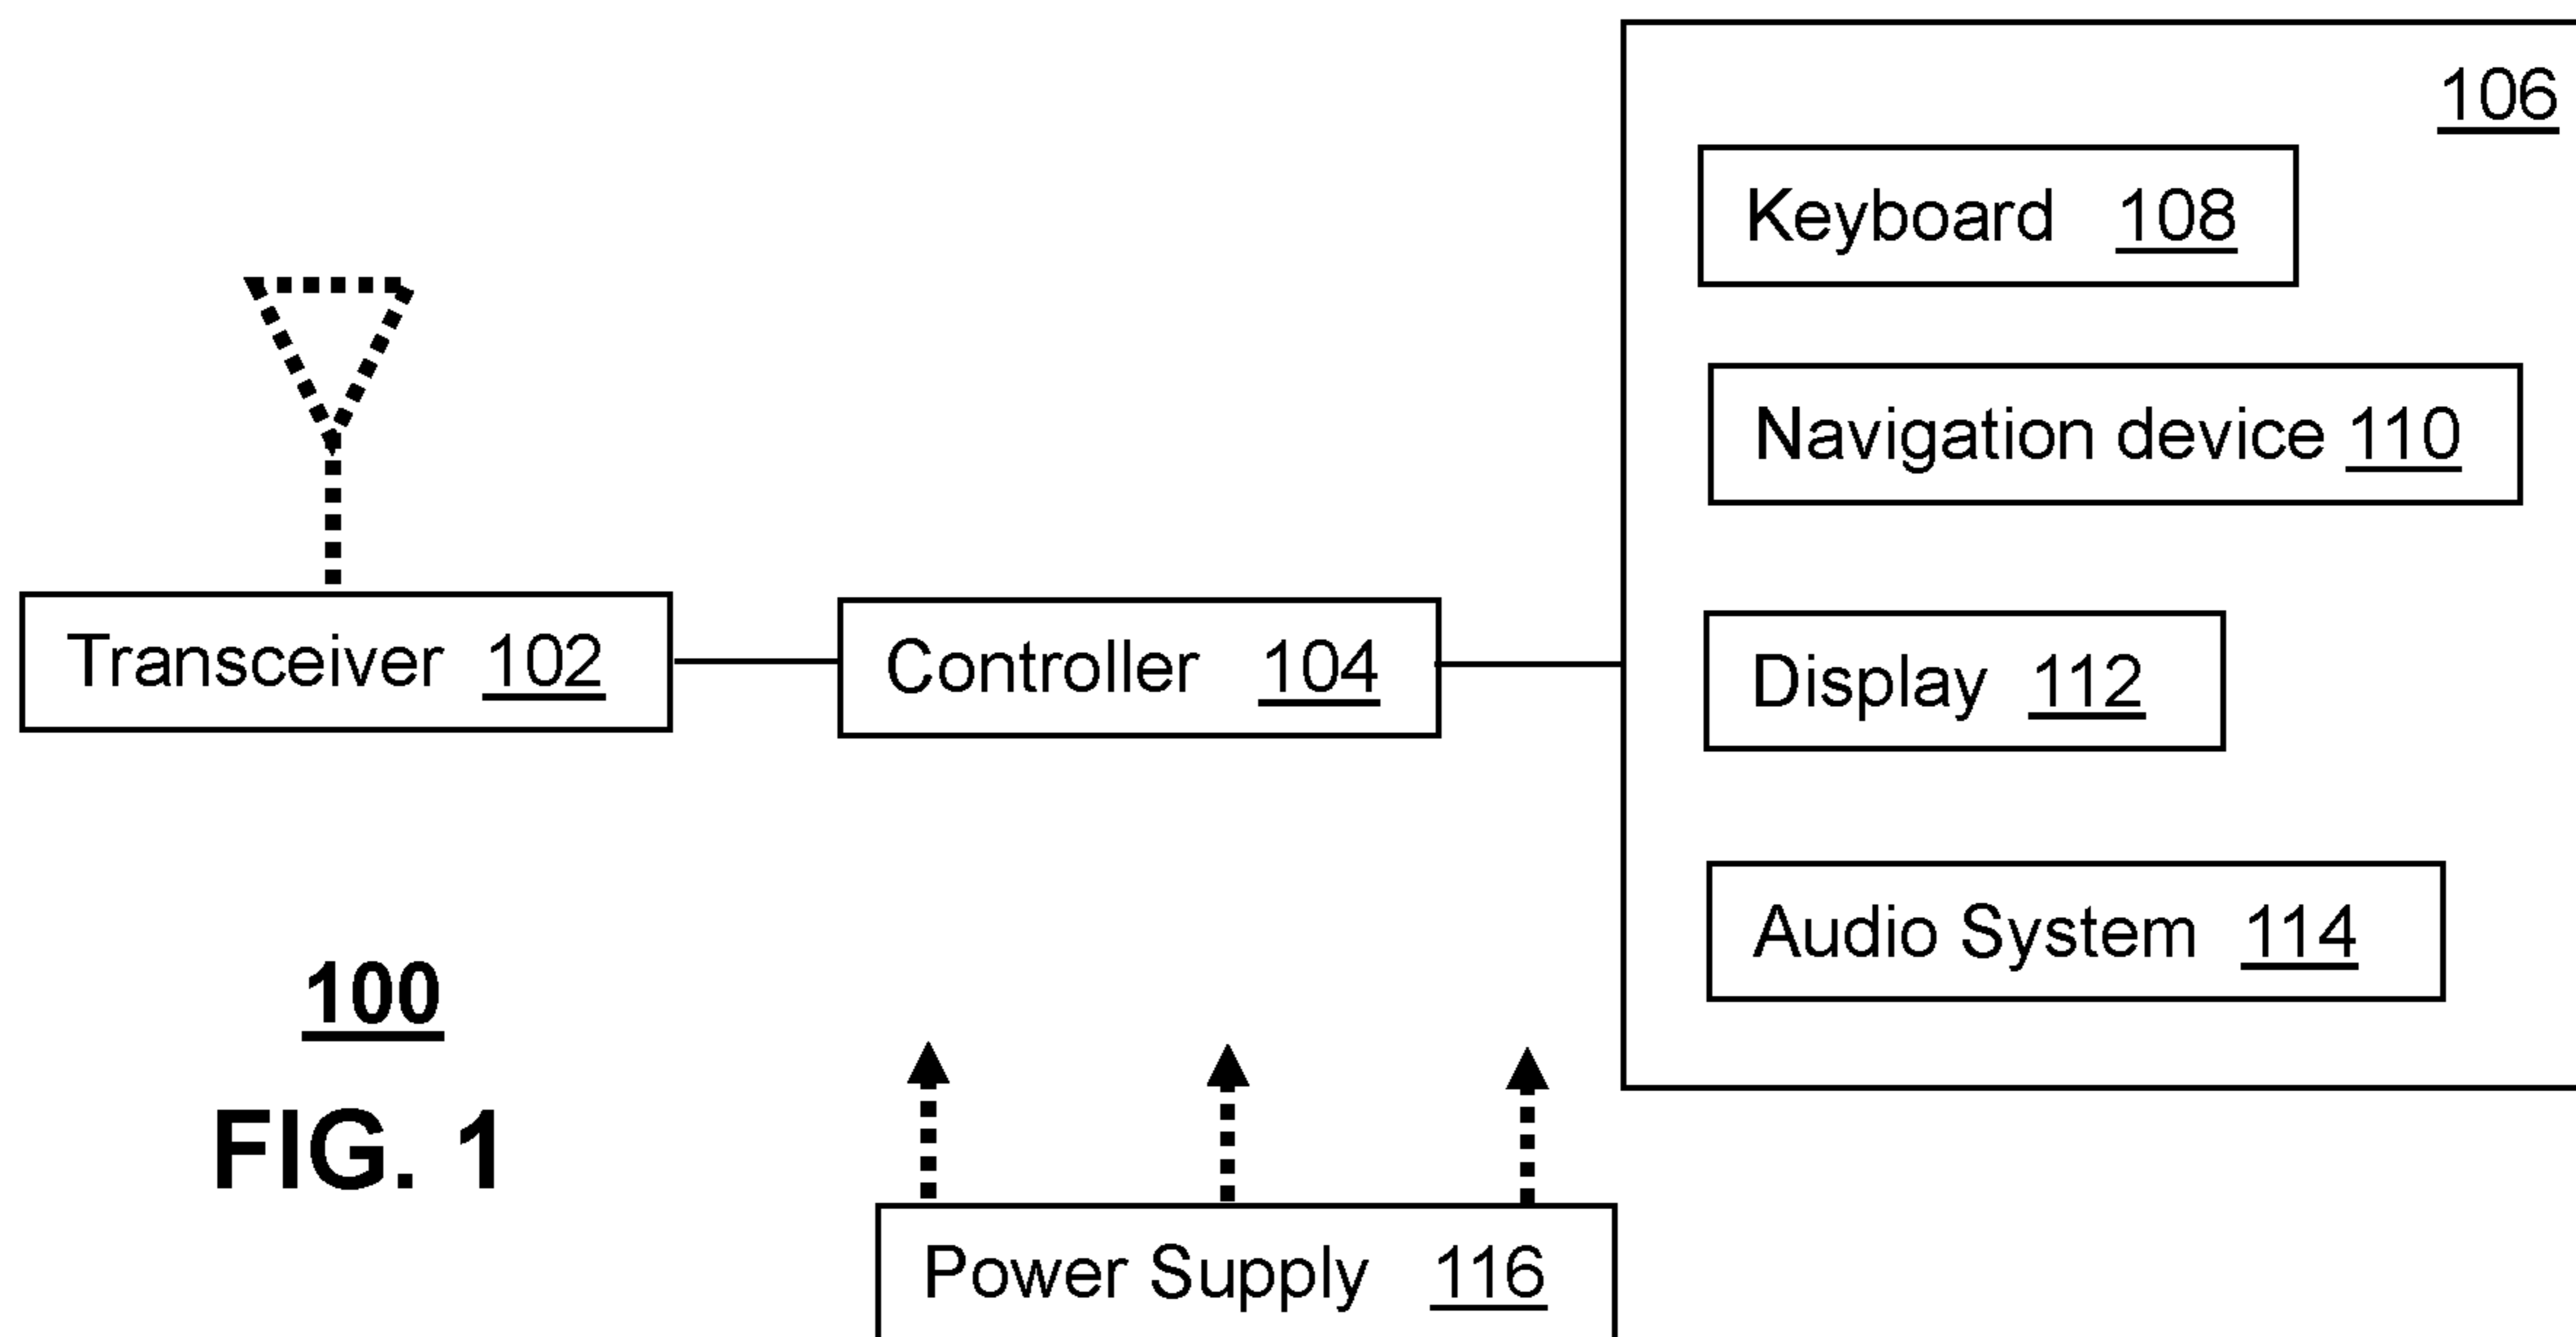 106
Keyboard 108
Navigation device 110
Transceiver 102
Controller 104
Display 112
Audio System 114
100
FIG. 1
Power Supply 116